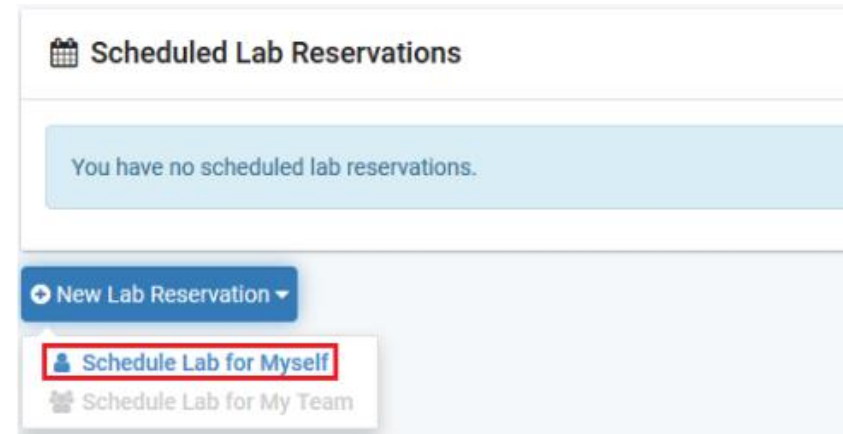 Scheduled Lab Reservations
You have no scheduled lab reservations.
New Lab Reservation
Schedule Lab for Myself
Schedule Lab for My Team